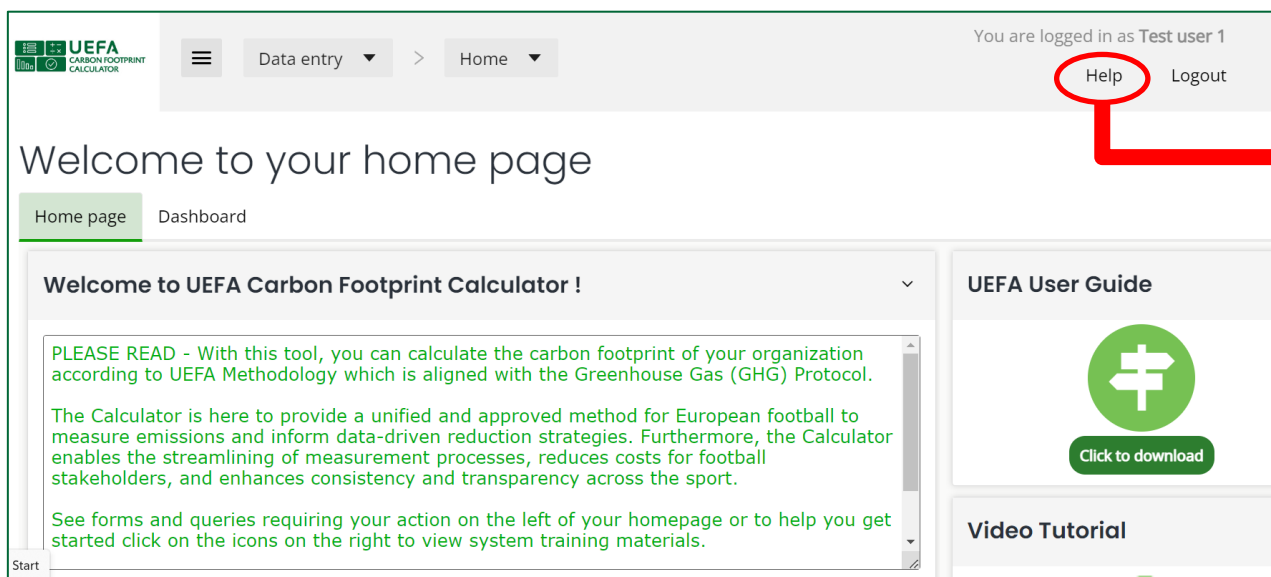 UEFA
CARBON FOOTPRINT
CALCULATOR
Data entry > Home
You are logged in as Test user 1
Help Logout
Welcome to your home page
Home page Dashboard
Welcome to UEFA Carbon Footprint Calculator !
PLEASE READ - With this tool, you can calculate the carbon footprint of your organization
according to UEFA Methodology which is aligned with the Greenhouse Gas (GHG) Protocol.
The Calculator is here to provide a unified and approved method for European football to
measure emissions and inform data-driven reduction strategies. Furthermore, the Calculator
enables the streamlining of measurement processes, reduces costs for football
stakeholders, and enhances consistency and transparency across the sport.
See forms and queries requiring your action on the left of your homepage or to help you get
started click on the icons on the right to view system training materials.
UEFA User Guide
Click to download
Video Tutorial
Start